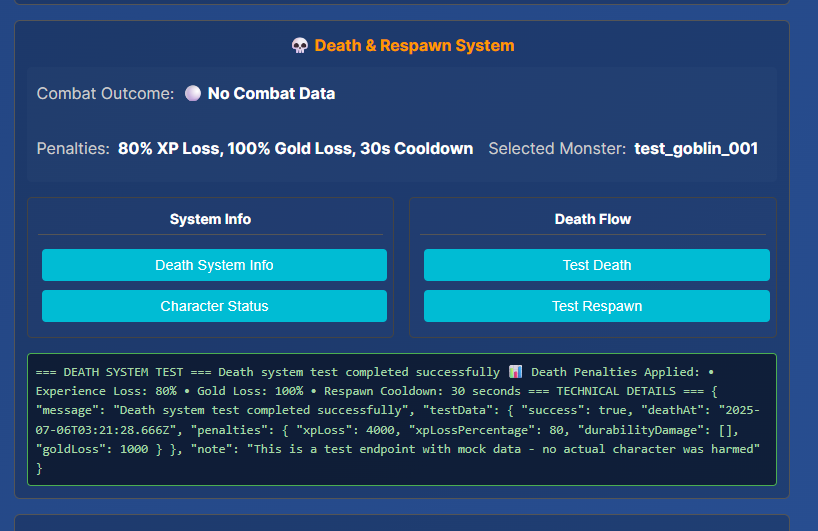 💀 Death & Respawn System
Combat Outcome: ⚪ No Combat Data
Penalties: 80% XP Loss, 100% Gold Loss, 30s Cooldown Selected Monster: test_goblin_001
System Info
Death System Info
Character Status
Death Flow
Test Death
Test Respawn
=== DEATH SYSTEM TEST === Death system test completed successfully 📊 Death Penalties Applied: •
Experience Loss: 80% • Gold Loss: 100% • Respawn Cooldown: 30 seconds === TECHNICAL DETAILS === {
"message": "Death system test completed successfully", "testData": { "success": true, "deathAt": "2025-
07-06T03:21:28.666Z", "penalties": { "xpLoss": 4000, "xpLossPercentage": 80, "durabilityDamage": [],
"goldLoss": 1000 } }, "note": "This is a test endpoint with mock data - no actual character was harmed"
}